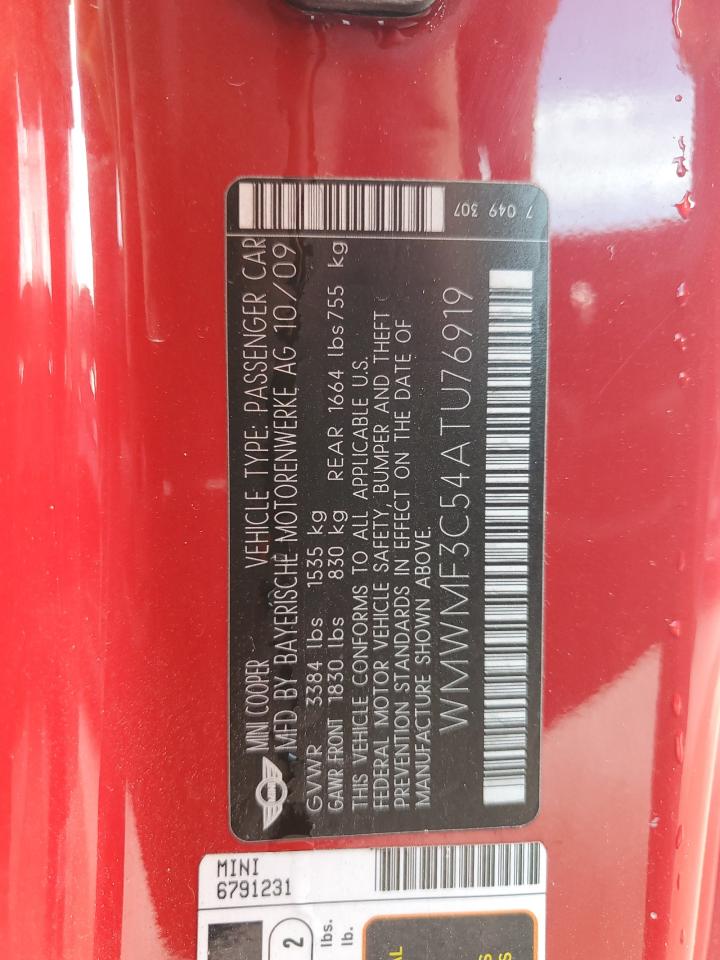 7 049 307
MINI COOPER VEHICLE TYPE: PASSENGER CAR
MFD BY BAYERISCHE MOTORENWERKE AG 10/09
GVWR 3384 lbs 1535 kg
GAWR FRONT 1830 lbs 830 kg REAR 1664 lbs 755 kg
THIS VEHICLE CONFORMS TO ALL APPLICABLE U.S.
FEDERAL MOTOR VEHICLE SAFETY, BUMPER AND THEFT
PREVENTION STANDARDS IN EFFECT ON THE DATE OF
MANUFACTURE SHOWN ABOVE.
WMWMF3C54ATU76919
MINI
6791231
2
lbs.
lb.